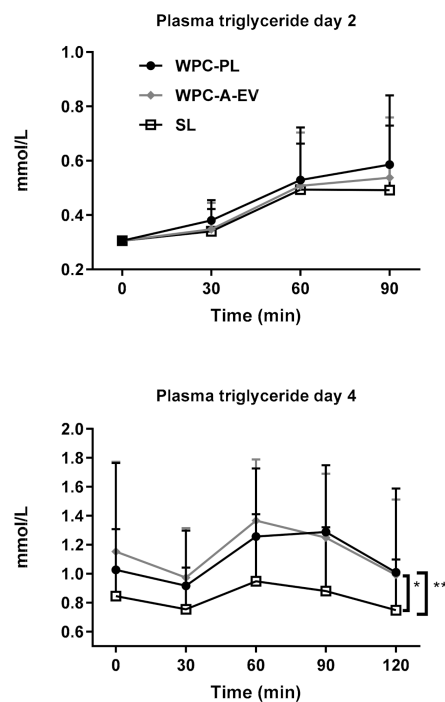 Plasma triglyceride day 2
1.0
0.8
0.6
0.4
0.2
mmol/L
WPC-PL
WPC-A-EV
SL
0 30 60 90
Time (min)
Plasma triglyceride day 4
2.0
1.8
1.6
1.4
1.2
1.0
0.8
0.6
mmol/L
* **
0 30 60 90 120
Time (min)